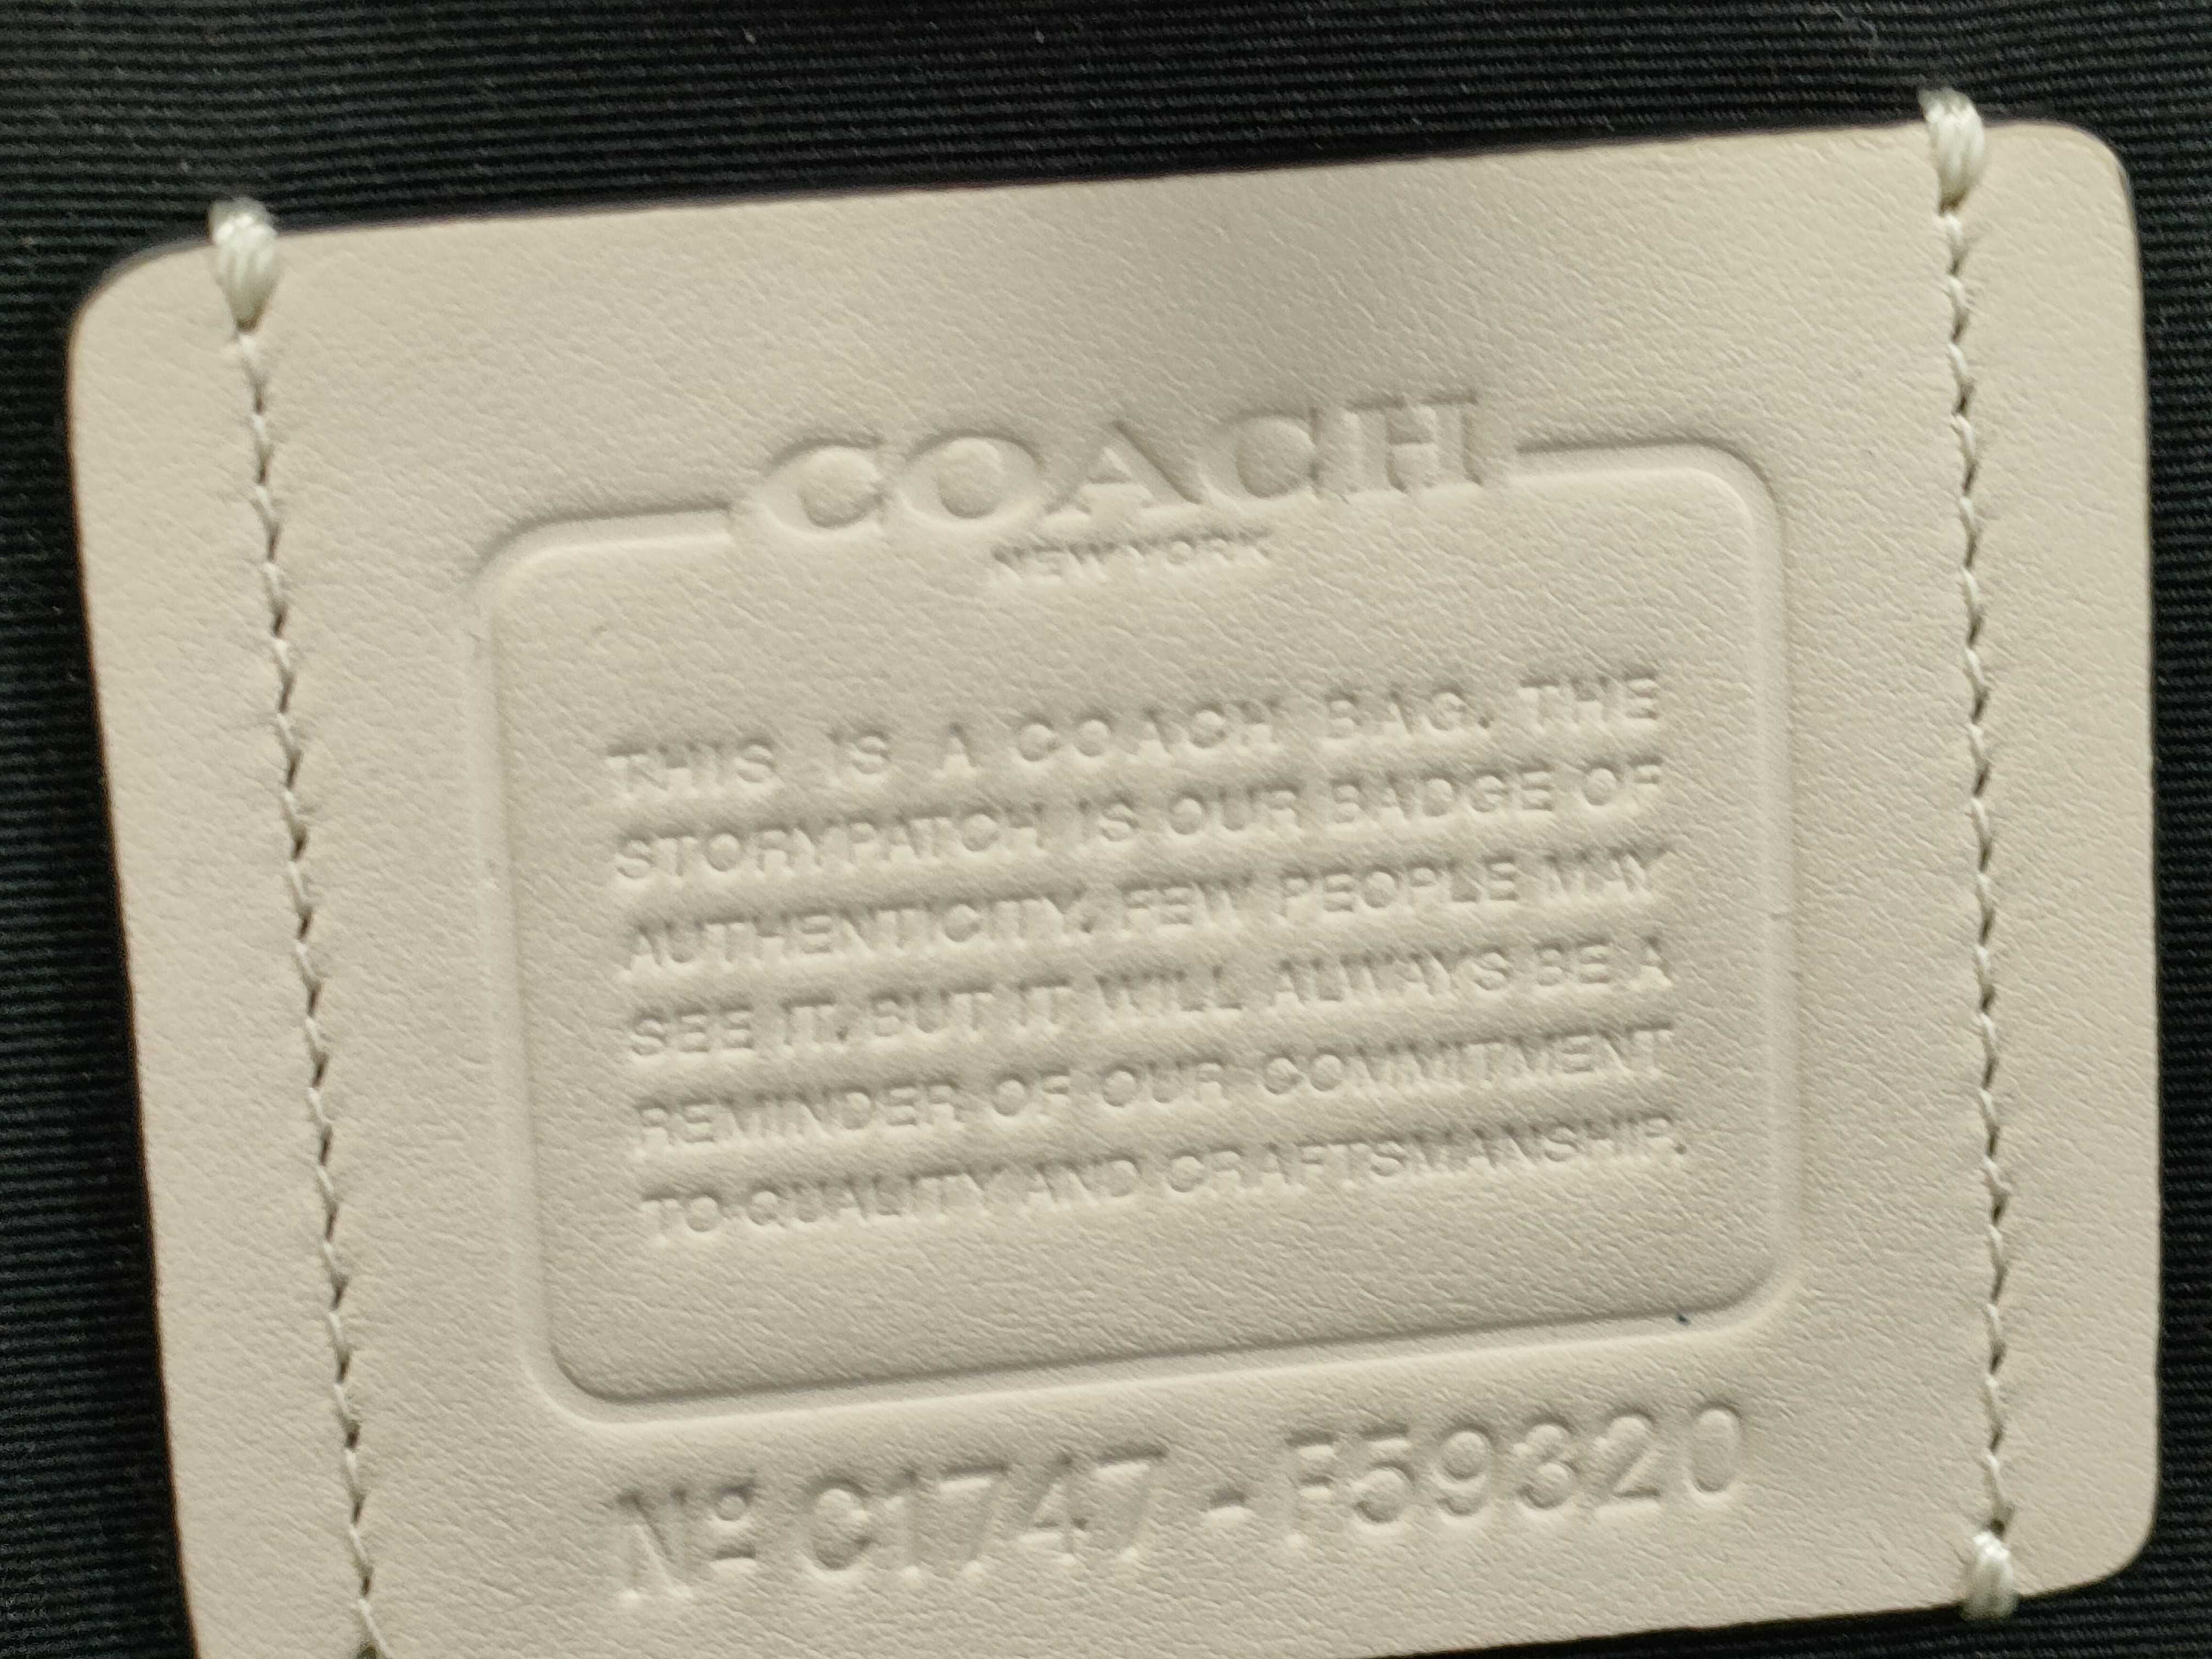 COACH
NEW YORK
THIS IS A COACH BAG. THE
STORYPATCH IS OUR BADGE OF
AUTHENTICITY. FEW PEOPLE MAY
SEE IT. BUT IT WILL ALWAYS BE A
REMINDER OF OUR COMMITMENT
TO QUALITY AND CRAFTSMANSHIP.
Nº C1747 - F59320